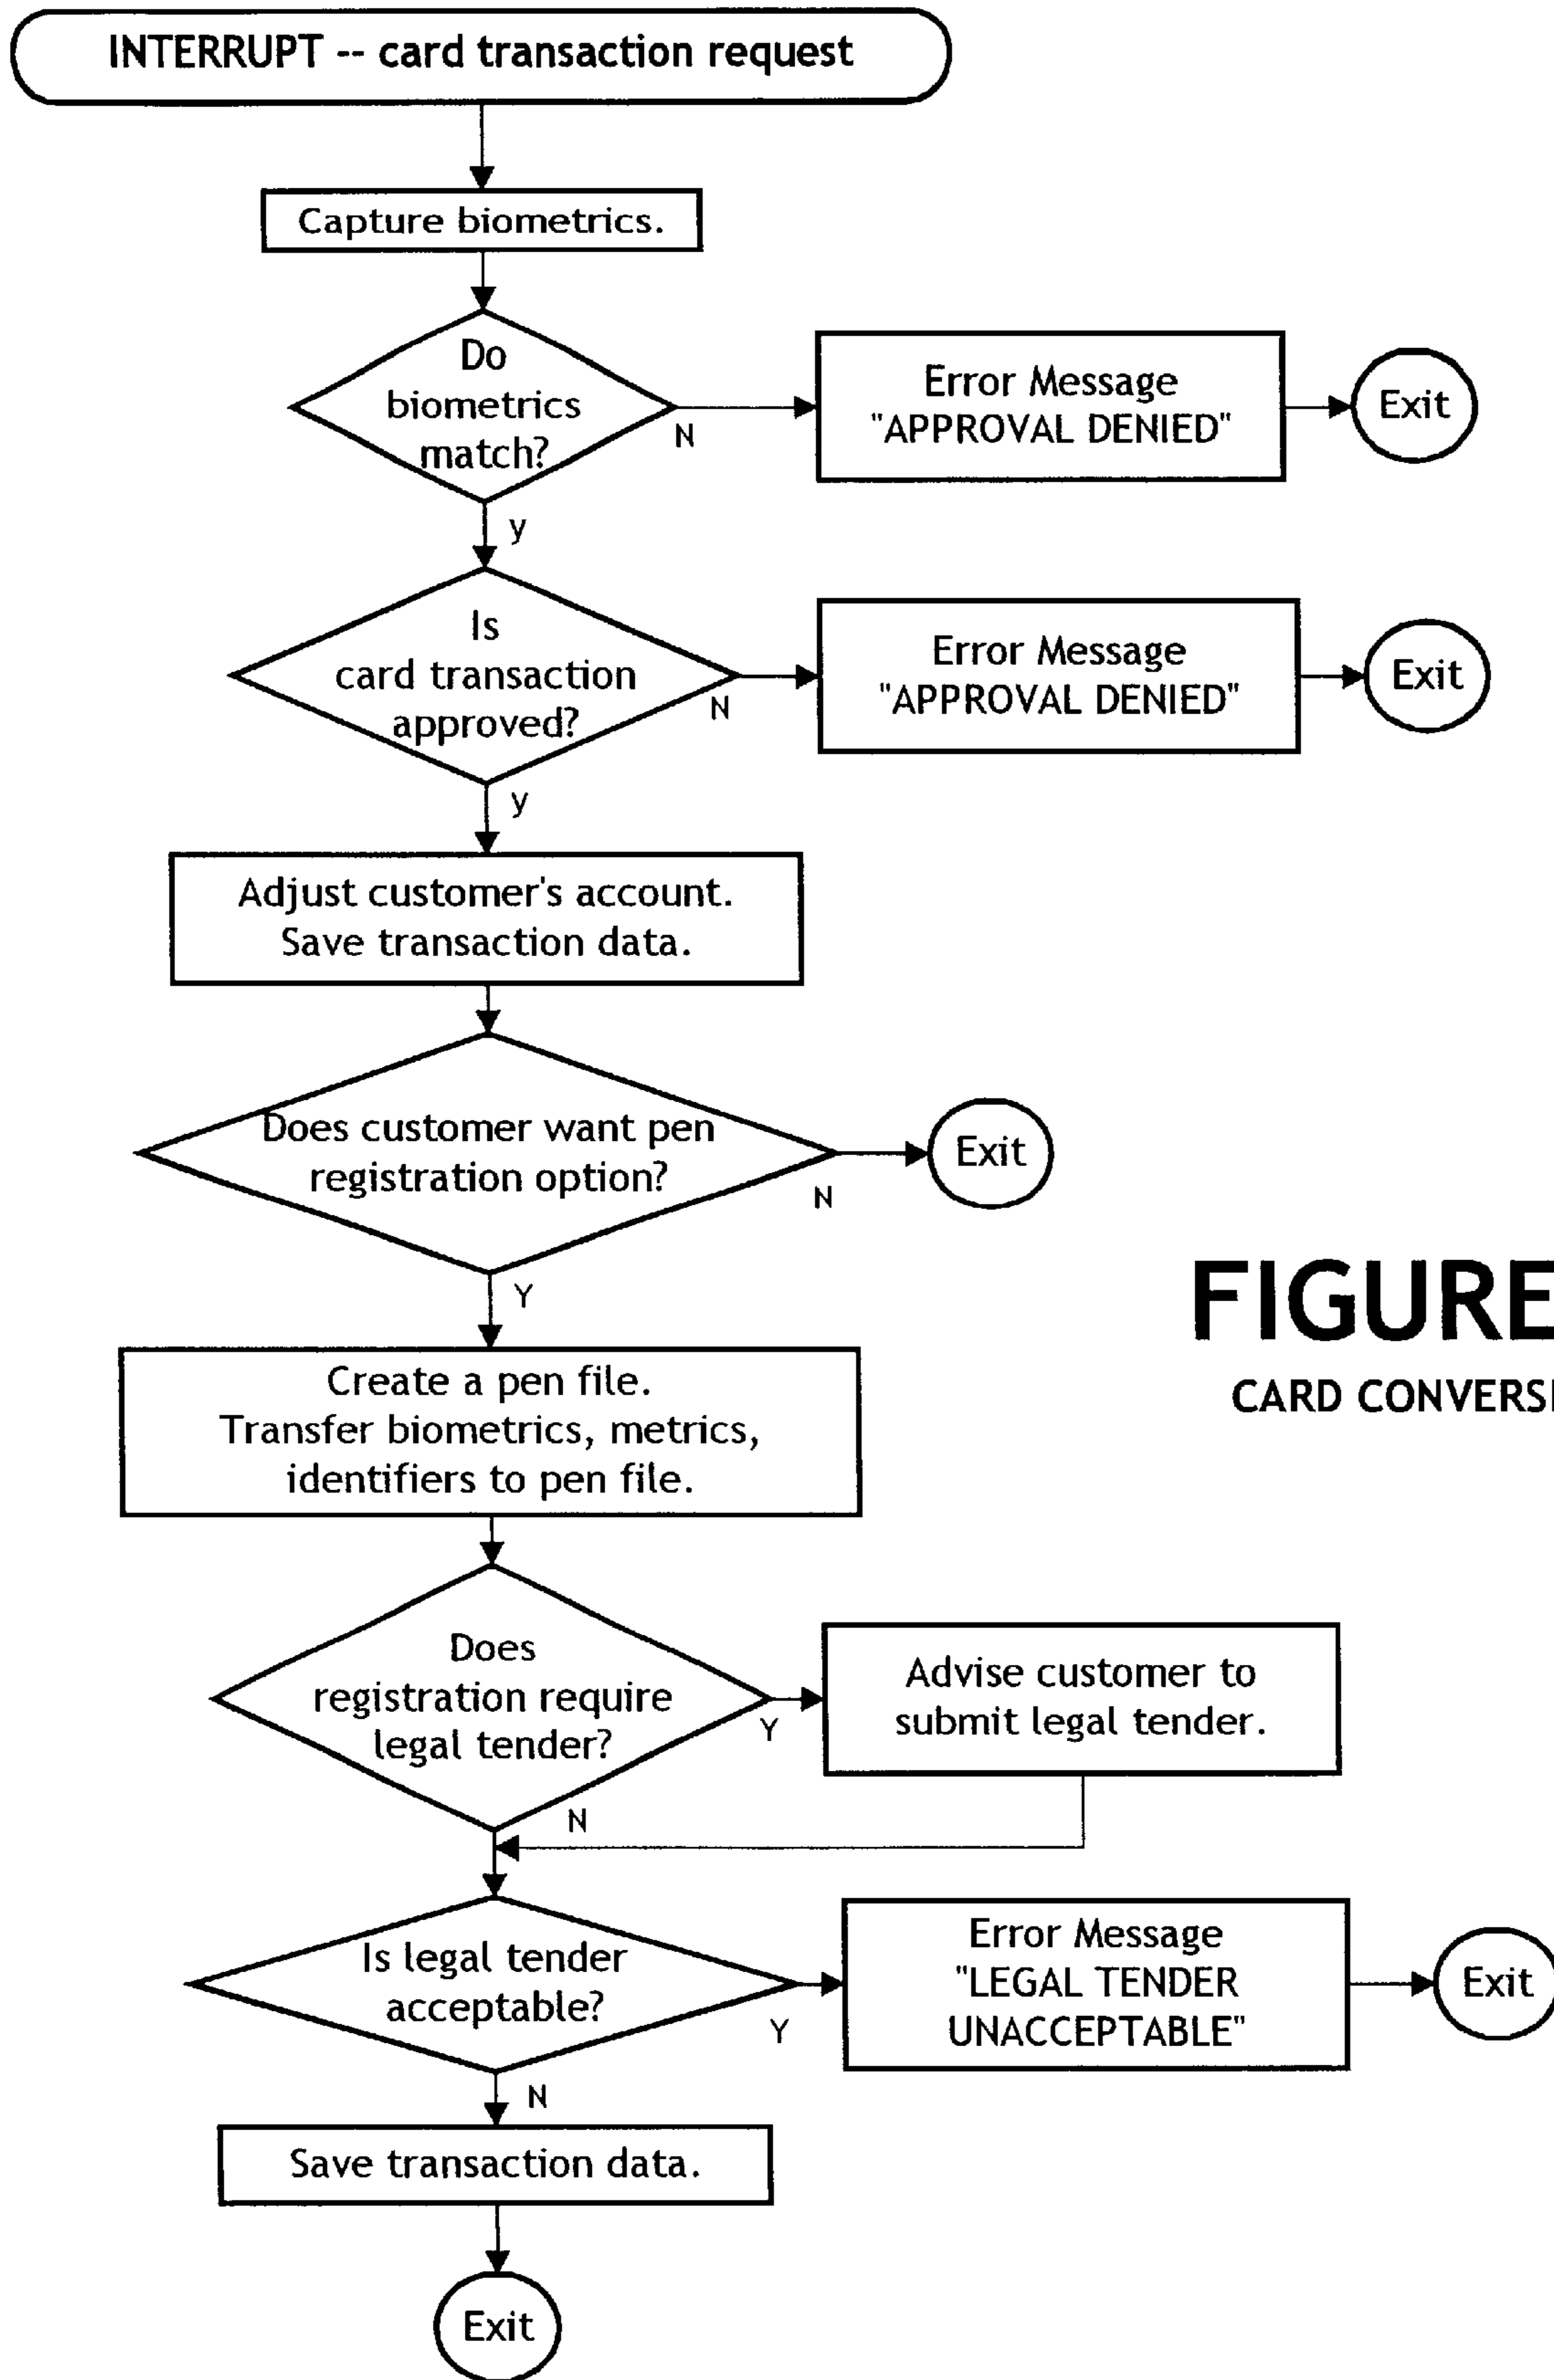 INTERRUPT -- card transaction request
Capture biometrics.
Do
biometrics
match?
N
Error Message
"APPROVAL DENIED"
Exit
y
Is
card transaction
approved?
N
Error Message
"APPROVAL DENIED"
Exit
y
Adjust customer's account.
Save transaction data.
Does customer want pen
registration option?
N
Exit
Y
FIGURE
CARD CONVERSI
Create a pen file.
Transfer biometrics, metrics,
identifiers to pen file.
Does
registration require
legal tender?
Y
Advise customer to
submit legal tender.
N
Is legal tender
acceptable?
Y
Error Message
"LEGAL TENDER
UNACCEPTABLE"
Exit
N
Save transaction data.
Exit